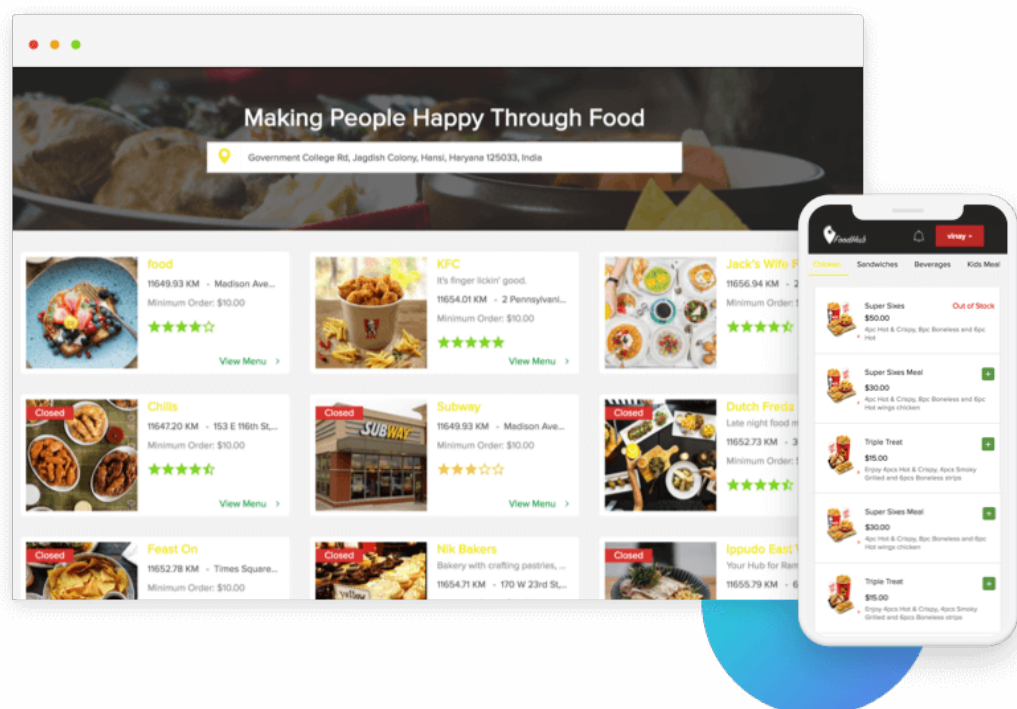 Making People Happy Through Food
Government College Rd, Jagdish Colony, Hansi, Haryana 125033, India
food
11649.93 KM - Madison Ave...
Minimum Order: $10.00
View Menu >
KFC
It's finger lickin' good.
11654.01 KM - 2 Pennsylvani...
Minimum Order: $10.00
View Menu >
Jack's Wife F
11656.94 KM - 2
Minimum Order: $
Closed
Chills
11647.20 KM - 153 E 116th St,...
Minimum Order: $10.00
View Menu >
Closed
SUBWAY
Subway
11649.93 KM - Madison Ave...
Minimum Order: $10.00
View Menu >
Closed
Dutch Freds
Late night food m
11652.73 KM - 3
Minimum Order: $
Closed
Feast On
11652.78 KM - Times Square...
Minimum Order: $10.00
Closed
Nik Bakers
Bakery with crafting pastries, ...
11654.71 KM - 170 W 23rd St,...
yellow
Closed
Ippudo East
Your Hub for Ram
11655.79 KM - 6
FoodHub
vinay
Chicken
Sandwiches
Beverages
Kids Meal
Super Sixes
Out of Stock
$50.00
4pc Hot & Crispy, 8pc Boneless and 6pc
Hot
Super Sixes Meal
$30.00
4pc Hot & Crispy, 8pc Boneless and 6pc
Hot wings chicken
Triple Treat
$15.00
Enjoy 4pcs Hot & Crispy, 4pcs Smoky
Grilled and 6pcs Boneless strips
Super Sixes Meal
$30.00
4pc Hot & Crispy, 8pc Boneless and 6pc
Hot wings chicken
Triple Treat
$15.00
Enjoy 4pcs Hot & Crispy, 4pcs Smoky
Grilled and 6pcs Boneless strips